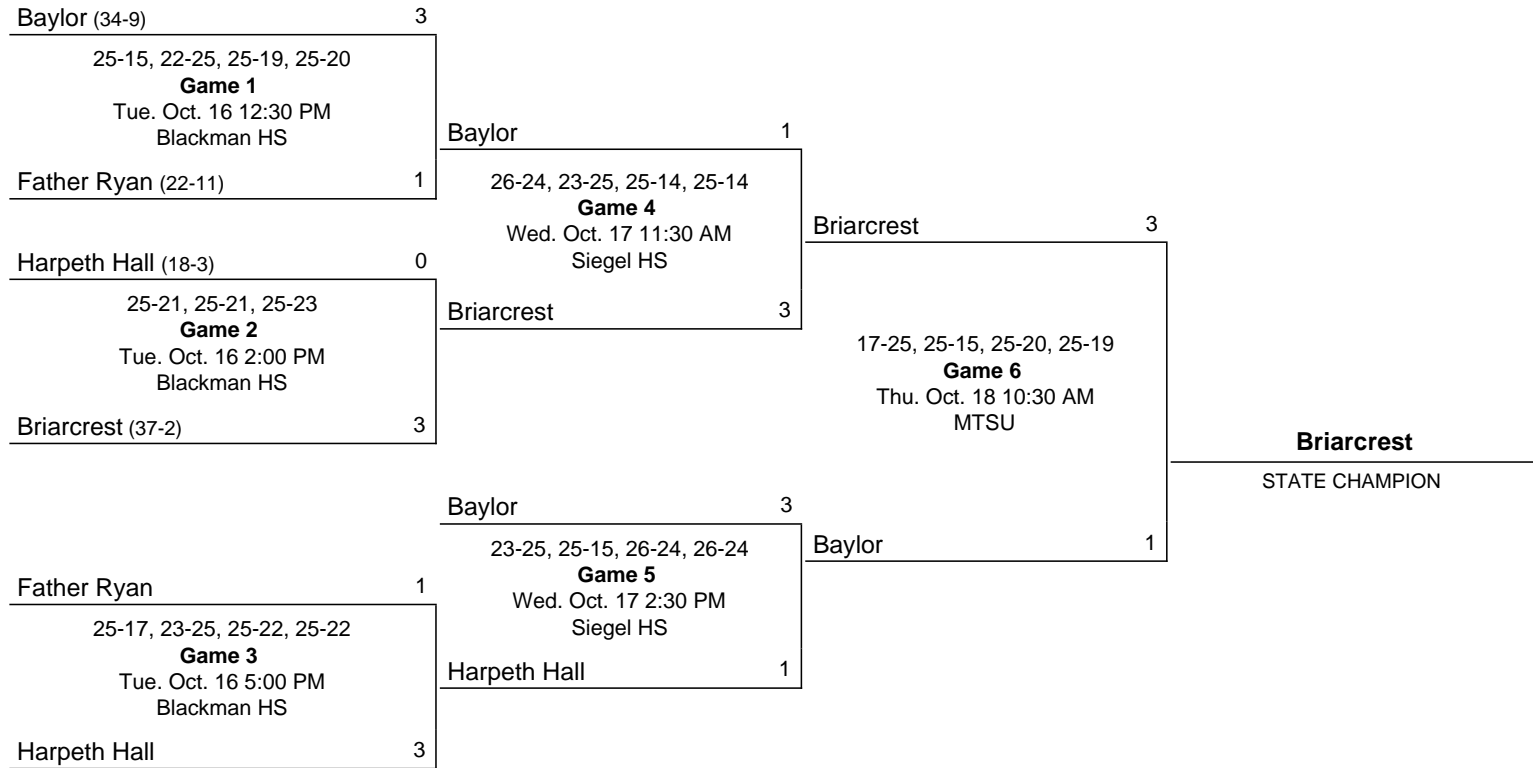 Baylor (34-9) 3
25-15, 22-25, 25-19, 25-20
Game 1
Tue. Oct. 16 12:30 PM
Blackman HS
Father Ryan (22-11) 1
Harpeth Hall (18-3) 0
25-21, 25-21, 25-23
Game 2
Tue. Oct. 16 2:00 PM
Blackman HS
Briarcrest (37-2) 3
Father Ryan 1
25-17, 23-25, 25-22, 25-22
Game 3
Tue. Oct. 16 5:00 PM
Blackman HS
Harpeth Hall 3
Baylor 1
26-24, 23-25, 25-14, 25-14
Game 4
Wed. Oct. 17 11:30 AM
Siegel HS
Briarcrest 3
Baylor 3
23-25, 25-15, 26-24, 26-24
Game 5
Wed. Oct. 17 2:30 PM
Siegel HS
Harpeth Hall 1
Briarcrest 3
17-25, 25-15, 25-20, 25-19
Game 6
Thu. Oct. 18 10:30 AM
MTSU
Baylor 1
Briarcrest
STATE CHAMPION